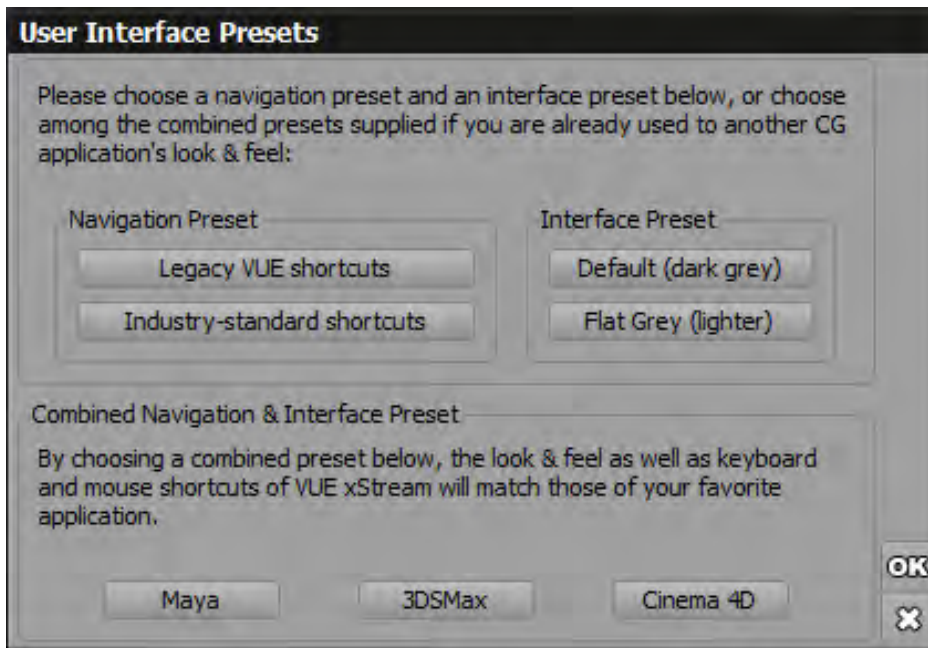 User Interface Presets
Please choose a navigation preset and an interface preset below, or choose
among the combined presets supplied if you are already used to another CG
application's look & feel:
Navigation Preset
Legacy VUE shortcuts
Industry-standard shortcuts
Interface Preset
Default (dark grey)
Flat Grey (lighter)
Combined Navigation & Interface Preset
By choosing a combined preset below, the look & feel as well as keyboard
and mouse shortcuts of VUE xStream will match those of your favorite
application.
Maya
3DSMax
Cinema 4D
OK